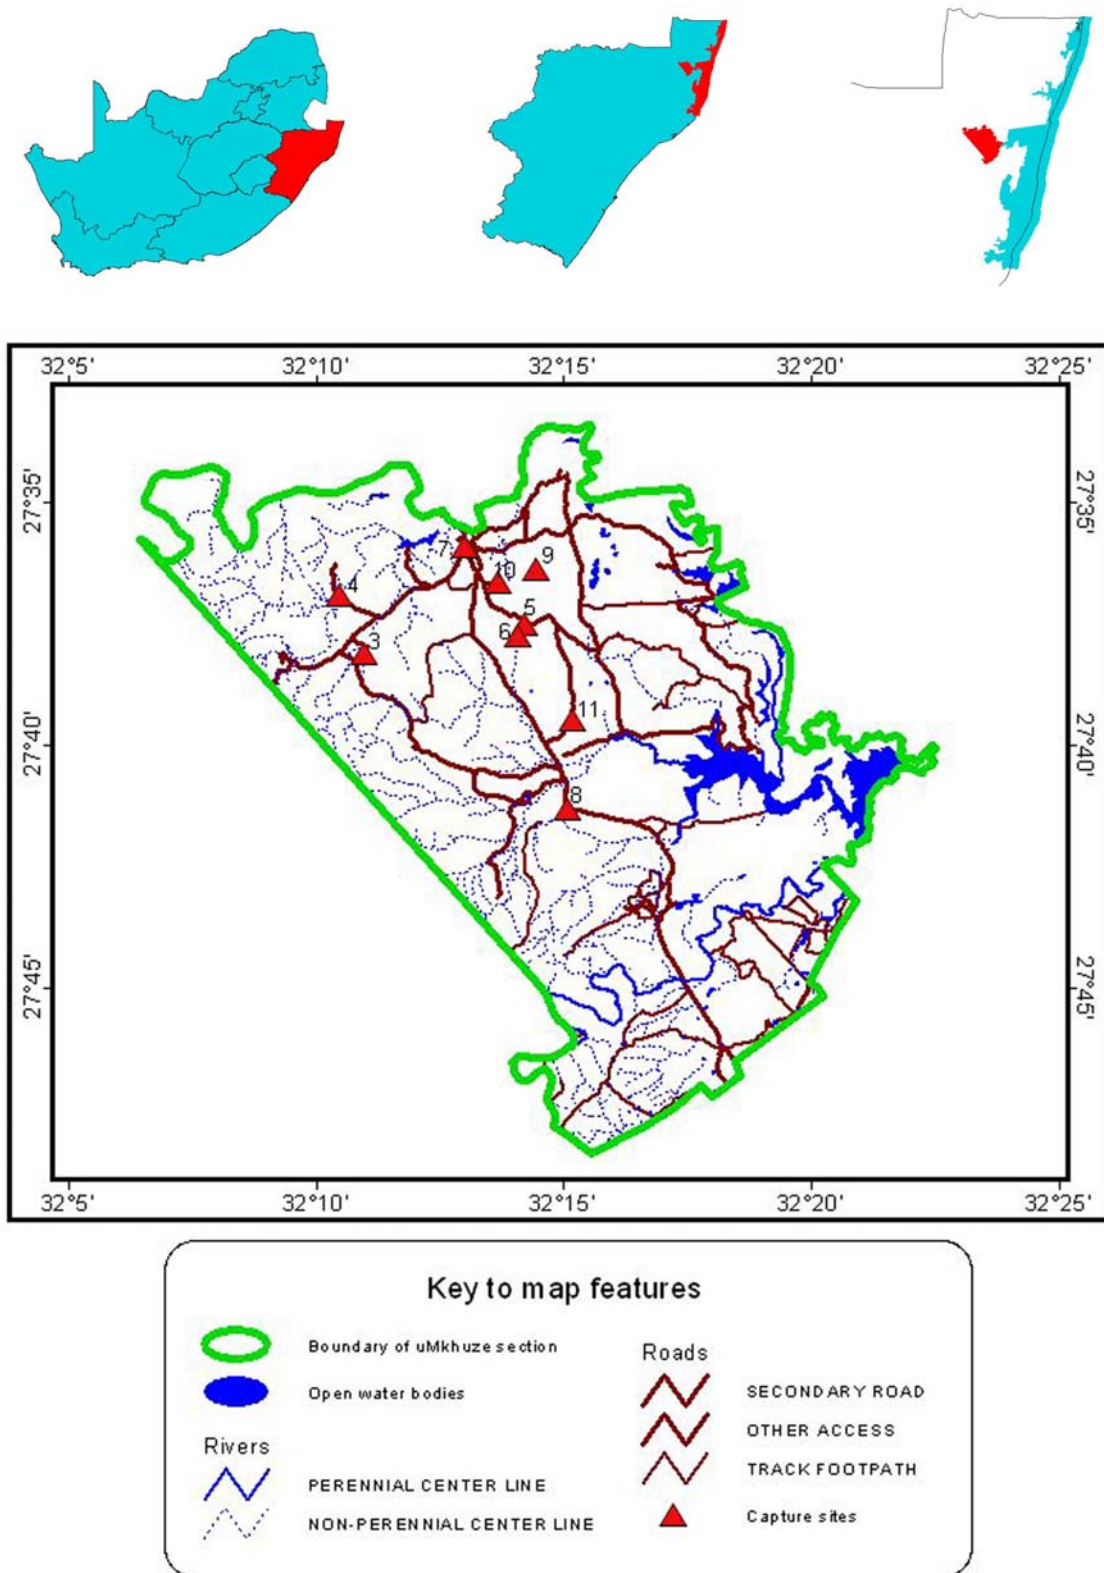 32°5' 32°10' 32°15' 32°20' 32°25'
27°35' 27°35'
7 9
10
4
5
6
3
11
27°40' 27°40'
8
27°45' 27°45'
32°5' 32°10' 32°15' 32°20' 32°25'
Key to map features
Boundary of uMkhuze section
Open water bodies
Rivers
PERENNIAL CENTER LINE
NON-PERENNIAL CENTER LINE
Roads
SECONDARY ROAD
OTHER ACCESS
TRACK FOOTPATH
Capture sites